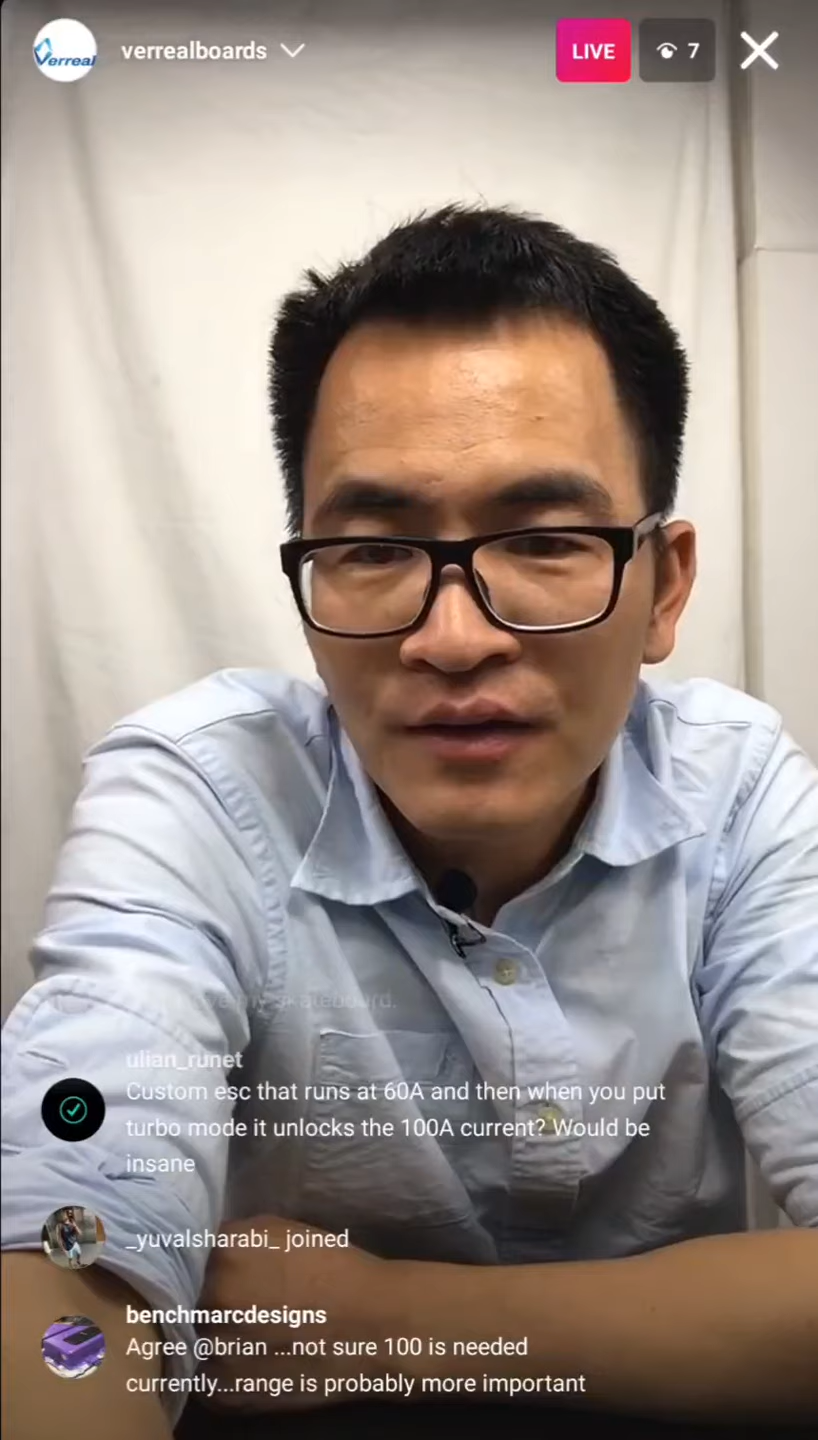 Verreal
verrealboards
LIVE
7
skateboard.
ulian_runet
Custom esc that runs at 60A and then when you put
turbo mode it unlocks the 100A current? Would be
insane
_yuvalsharabi_ joined
benchmarcdesigns
Agree @brian ...not sure 100 is needed
currently...range is probably more important